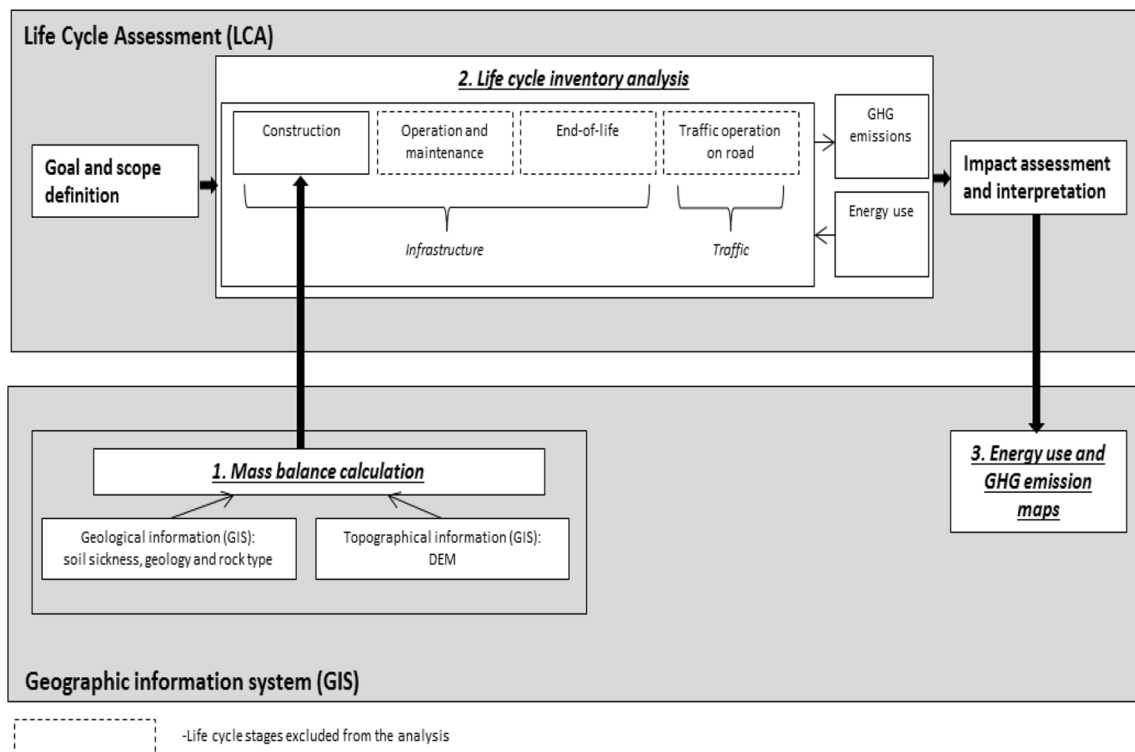 Life Cycle Assessment (LCA)
2. Life cycle inventory analysis
Goal and scope
definition
Construction
Operation and
maintenance
End-of-life
Traffic operation
on road
Infrastructure
Traffic
GHG
emissions
Energy use
Impact assessment
and interpretation
1. Mass balance calculation
Geological information (GIS):
soil sickness, geology and rock type
Topographical information (GIS):
DEM
3. Energy use and
GHG emission
maps
Geographic information system (GIS)
-Life cycle stages excluded from the analysis